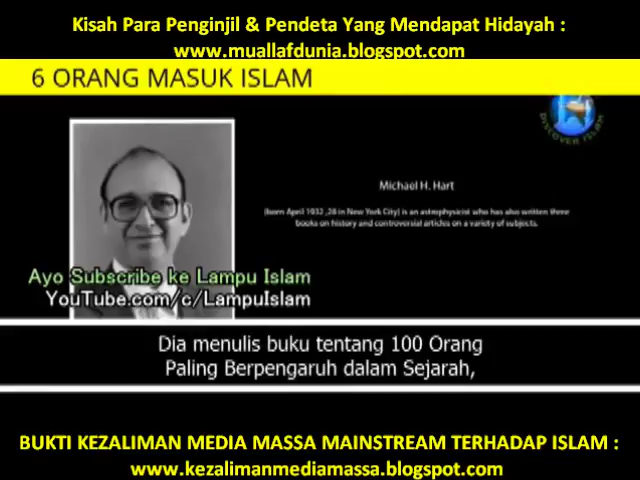 Kisah Para Penginjil & Pendeta Yang Mendapat Hidayah :
www.muallafdunia.blogspot.com
6 ORANG MASUK ISLAM
DISCOVER ISLAM
Michael H. Hart
(born April 1932 ,28 in New York City) is an astrophysicist who has also written three
books on history and controversial articles on a variety of subjects.
Ayo Subscribe ke Lampu Islam
YouTube.com/c/LampuIslam
Dia menulis buku tentang 100 Orang
Paling Berpengaruh dalam Sejarah,
BUKTI KEZALIMAN MEDIA MASSA MAINSTREAM TERHADAP ISLAM :
www.kezalimanmediamassa.blogspot.com